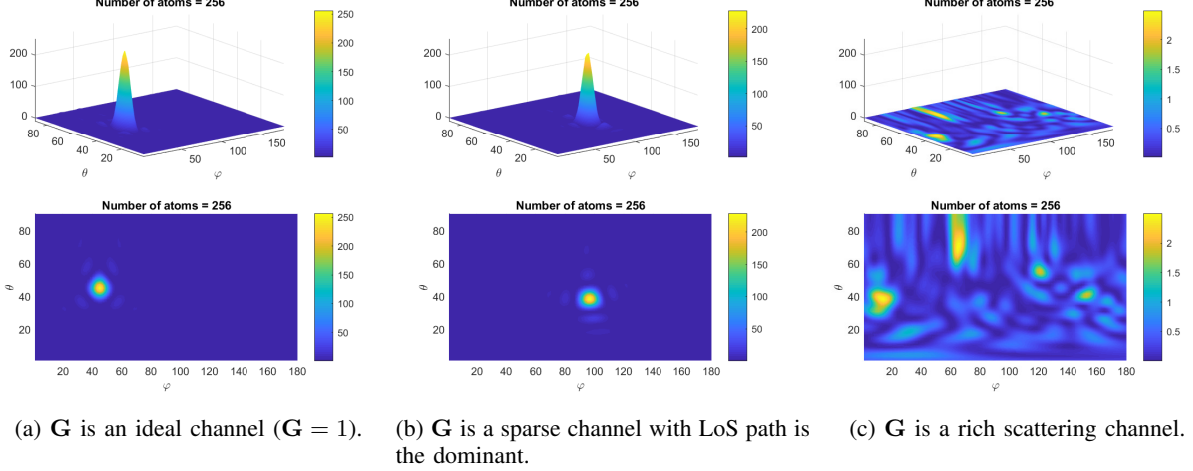 Number of atoms = 256
Number of atoms = 256
Number of atoms = 256
200
100
0
80
60
40
20
50
100
150
θ
φ
250
200
150
100
50
200
100
0
80
60
40
20
50
100
150
θ
φ
200
150
100
50
200
100
0
80
60
40
20
50
100
150
θ
φ
2
1.5
1
0.5
Number of atoms = 256
80
60
40
20
θ
20 40 60 80 100 120 140 160 180
φ
250
200
150
100
50
Number of atoms = 256
80
60
40
20
θ
20 40 60 80 100 120 140 160 180
φ
200
150
100
50
Number of atoms = 256
80
60
40
20
θ
20 40 60 80 100 120 140 160 180
φ
2
1.5
1
0.5
(a) G is an ideal channel (G = 1).
(b) G is a sparse channel with LoS path is
the dominant.
(c) G is a rich scattering channel.